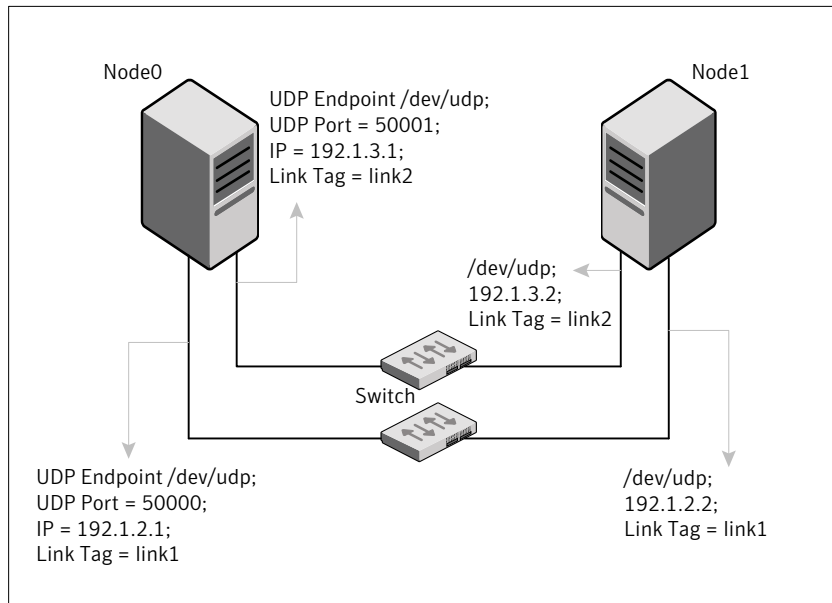 Node0
Node1
UDP Endpoint /dev/udp;
UDP Port = 50001;
IP = 192.1.3.1;
Link Tag = link2
/dev/udp;
192.1.3.2;
Link Tag = link2
Switch
UDP Endpoint /dev/udp;
UDP Port = 50000;
IP = 192.1.2.1;
Link Tag = link1
/dev/udp;
192.1.2.2;
Link Tag = link1